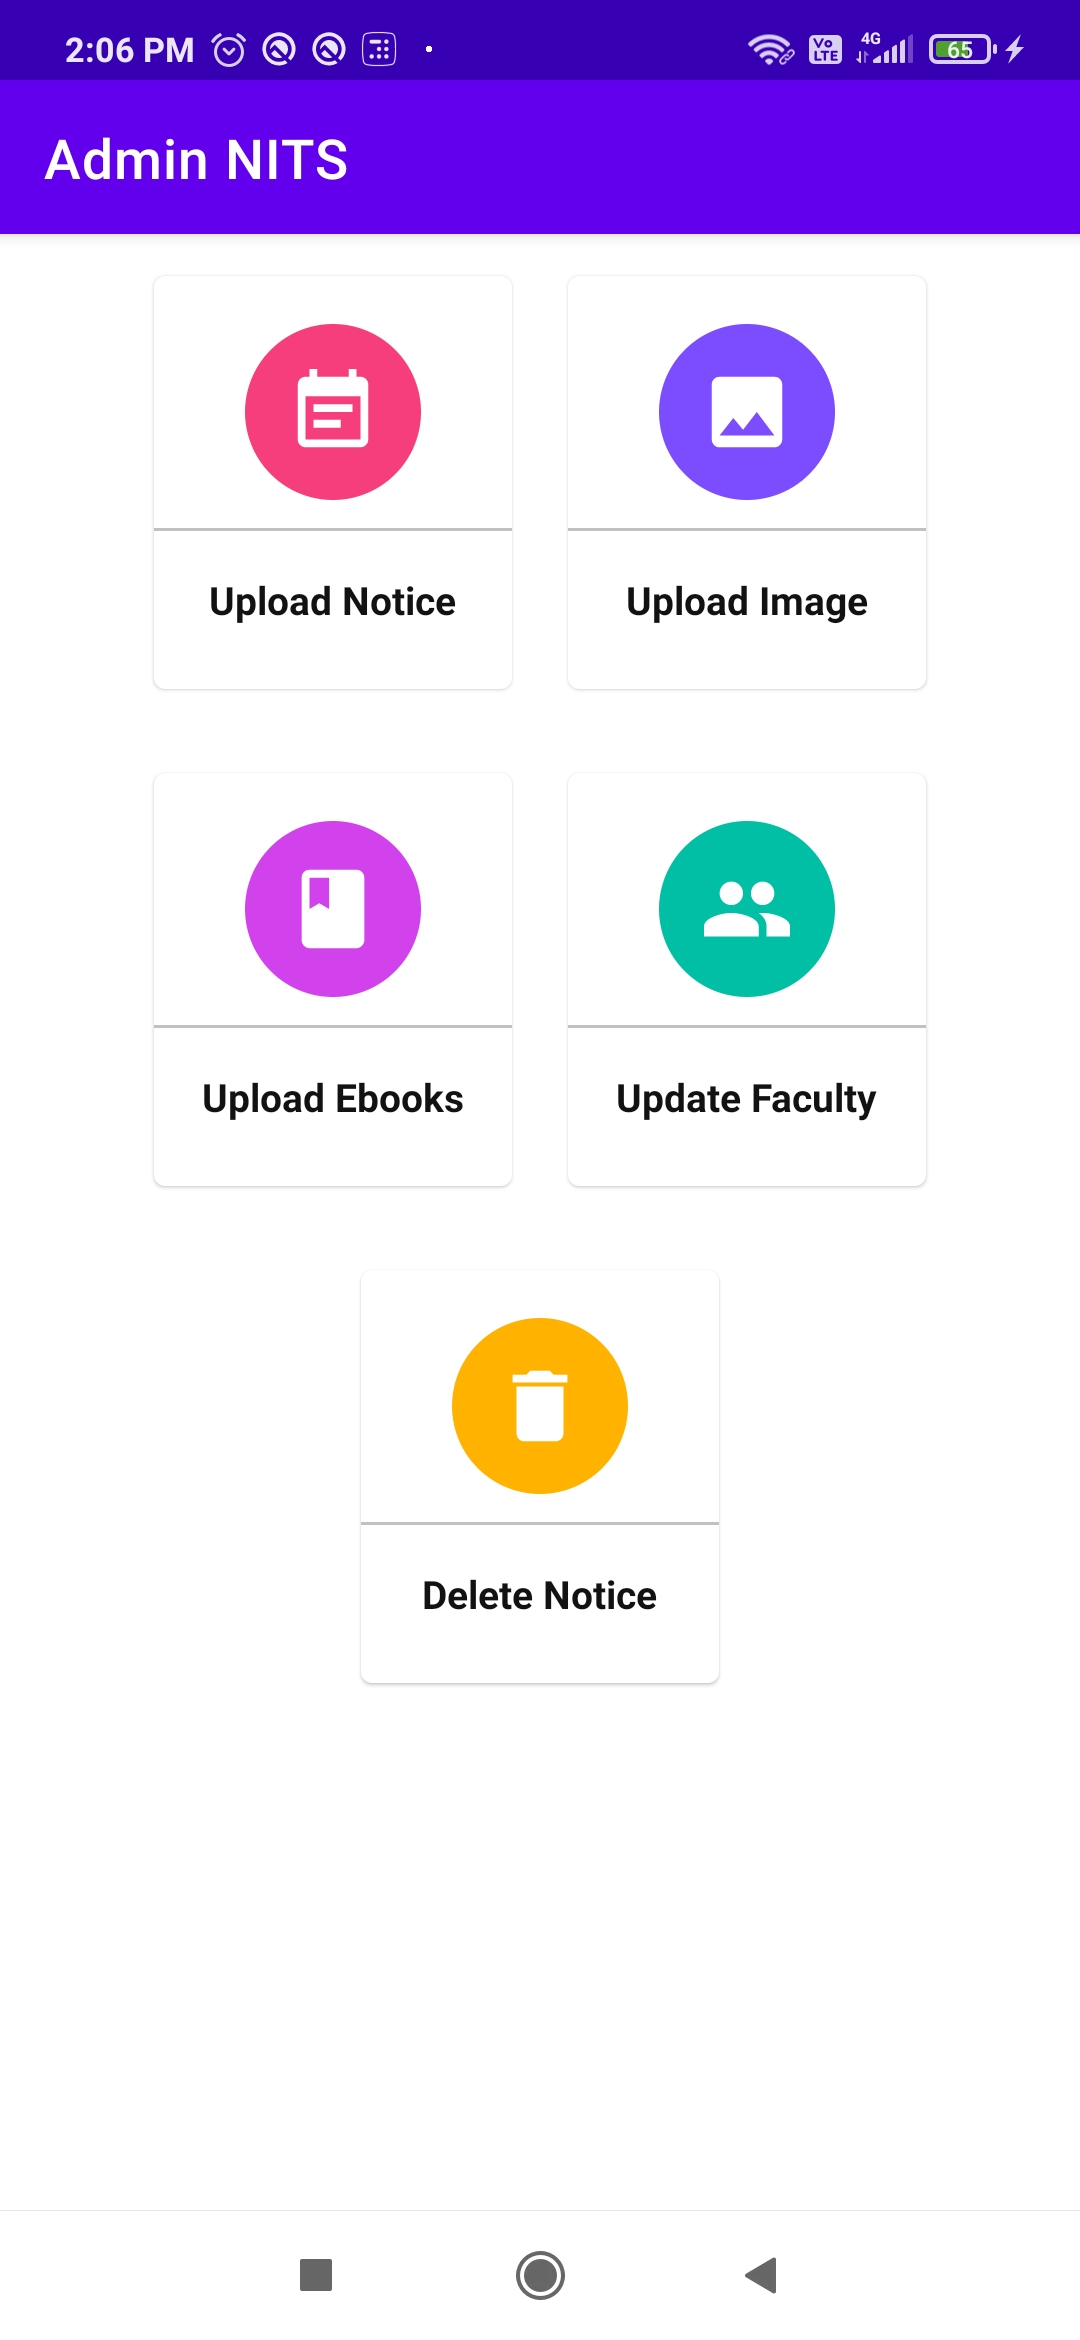 2:06 PM
Vo
LTE
4G
65
Admin NITS
Upload Notice
Upload Image
Upload Ebooks
Update Faculty
Delete Notice